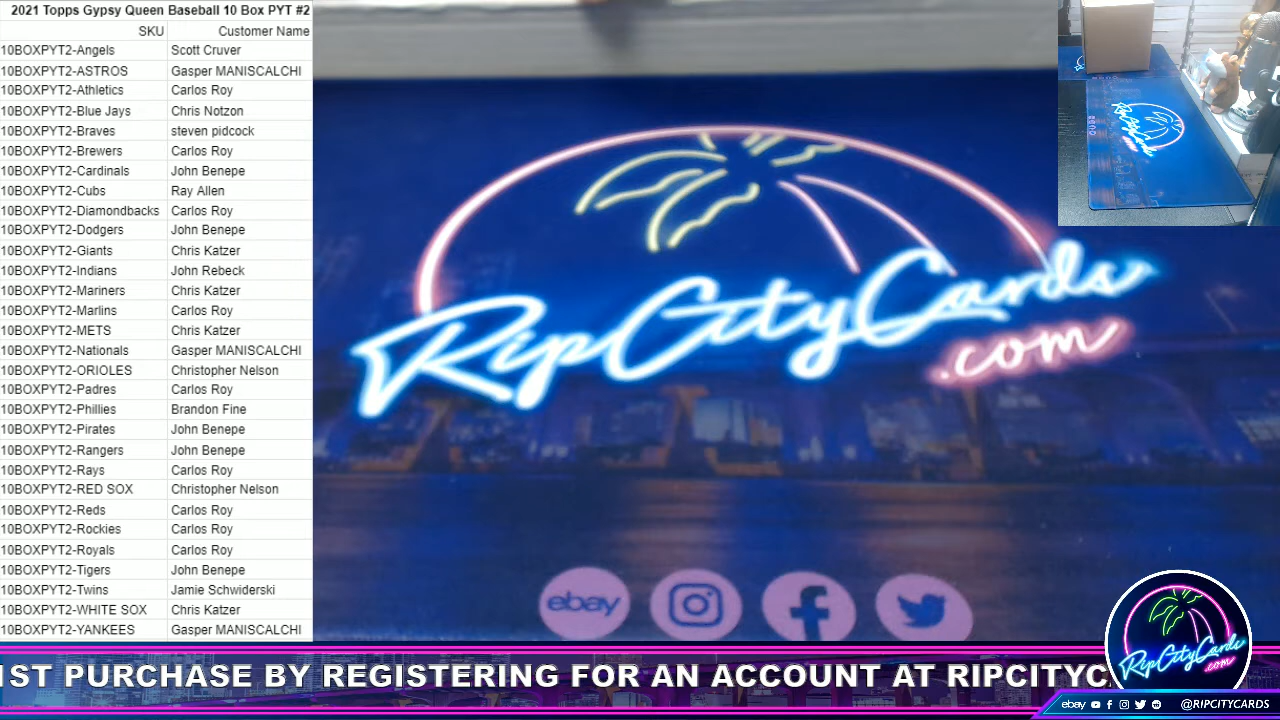 2021 Topps Gypsy Queen Baseball 10 Box PYT #2
SKU Customer Name
10BOXPYT2-Angels Scott Cruver
10BOXPYT2-ASTROS Gasper MANISCALCHI
10BOXPYT2-Athletics Carlos Roy
10BOXPYT2-Blue Jays Chris Notzon
10BOXPYT2-Braves steven pidcock
10BOXPYT2-Brewers Carlos Roy
10BOXPYT2-Cardinals John Benepe
10BOXPYT2-Cubs Ray Allen
10BOXPYT2-Diamondbacks Carlos Roy
10BOXPYT2-Dodgers John Benepe
10BOXPYT2-Giants Chris Katzer
10BOXPYT2-Indians John Rebeck
10BOXPYT2-Mariners Chris Katzer
10BOXPYT2-Marlins Carlos Roy
10BOXPYT2-METS Chris Katzer
10BOXPYT2-Nationals Gasper MANISCALCHI
10BOXPYT2-ORIOLES Christopher Nelson
10BOXPYT2-Padres Carlos Roy
10BOXPYT2-Phillies Brandon Fine
10BOXPYT2-Pirates John Benepe
10BOXPYT2-Rangers John Benepe
10BOXPYT2-Rays Carlos Roy
10BOXPYT2-RED SOX Christopher Nelson
10BOXPYT2-Reds Carlos Roy
10BOXPYT2-Rockies Carlos Roy
10BOXPYT2-Royals Carlos Roy
10BOXPYT2-Tigers John Benepe
10BOXPYT2-Twins Jamie Schwiderski
10BOXPYT2-WHITE SOX Chris Katzer
10BOXPYT2-YANKEES Gasper MANISCALCHI
RipCityCards
.com
ebay
RipCityCards
.com
1ST PURCHASE BY REGISTERING FOR AN ACCOUNT AT RIPCITYC
RipCityCards
.com
ebay @RIPCITYCARDS